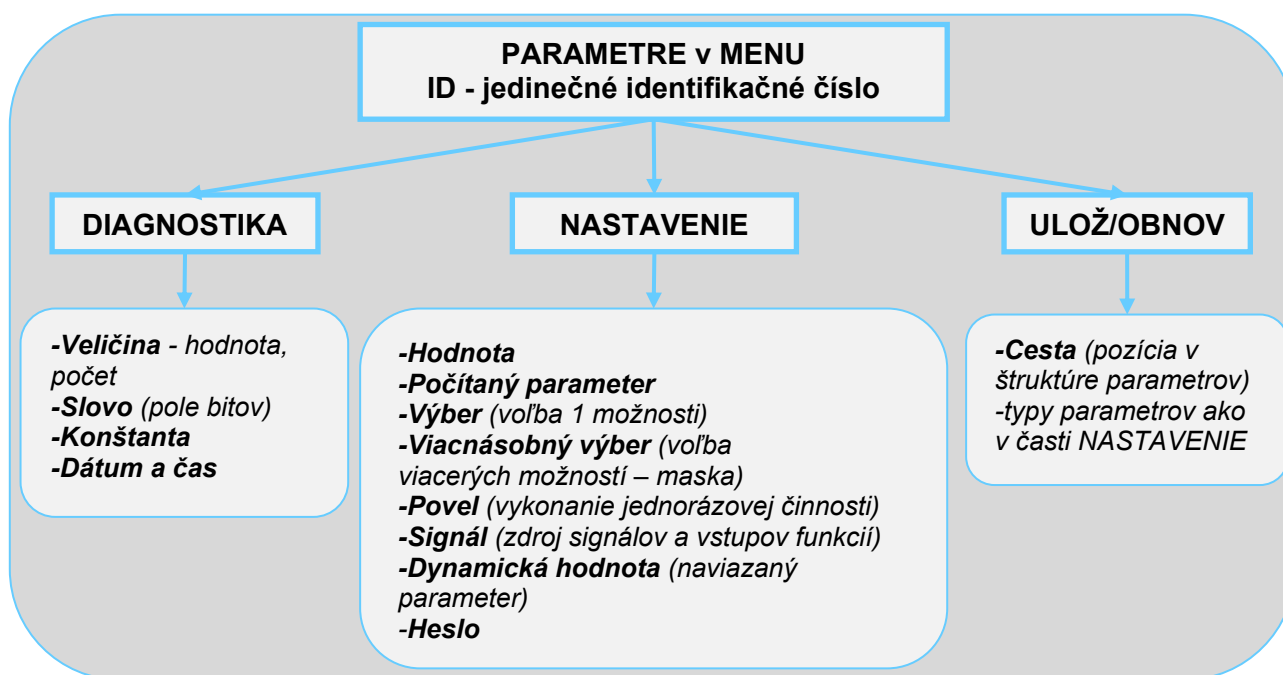 PARAMETRE v MENU
ID - jedinečné identifikačné číslo
DIAGNOSTIKA
NASTAVENIE
ULOŽ/OBNOV
-Veličina - hodnota,
počet
-Slovo (pole bitov)
-Konštanta
-Dátum a čas
-Hodnota
-Počítaný parameter
-Výber (voľba 1 možnosti)
-Viacnásobný výber (voľba
viacerých možností – maska)
-Povel (vykonanie jednorázovej činnosti)
-Signál (zdroj signálov a vstupov funkcií)
-Dynamická hodnota (naviazaný
parameter)
-Heslo
-Cesta (pozícia v
štruktúre parametrov)
-typy parametrov ako
v časti NASTAVENIE